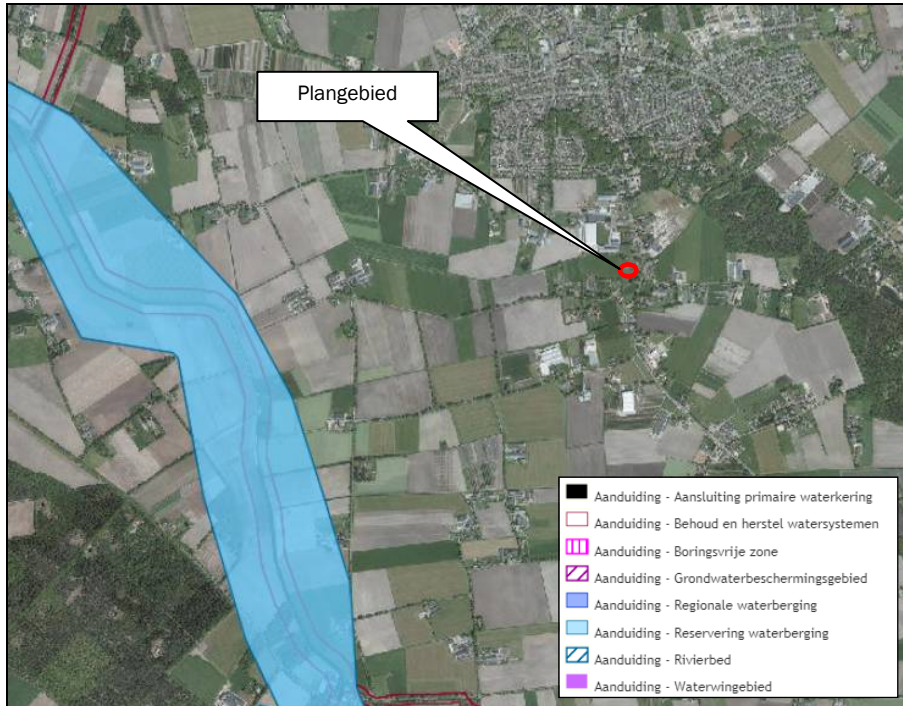 Plangebied
Aanduiding - Aansluiting primaire waterkering
Aanduiding - Behoud en herstel watersystemen
Aanduiding - Boringsvrije zone
Aanduiding - Grondwaterbeschermingsgebied
Aanduiding - Regionale waterberging
Aanduiding - Reservering waterberging
Aanduiding - Rivierbed
Aanduiding - Waterwingebied